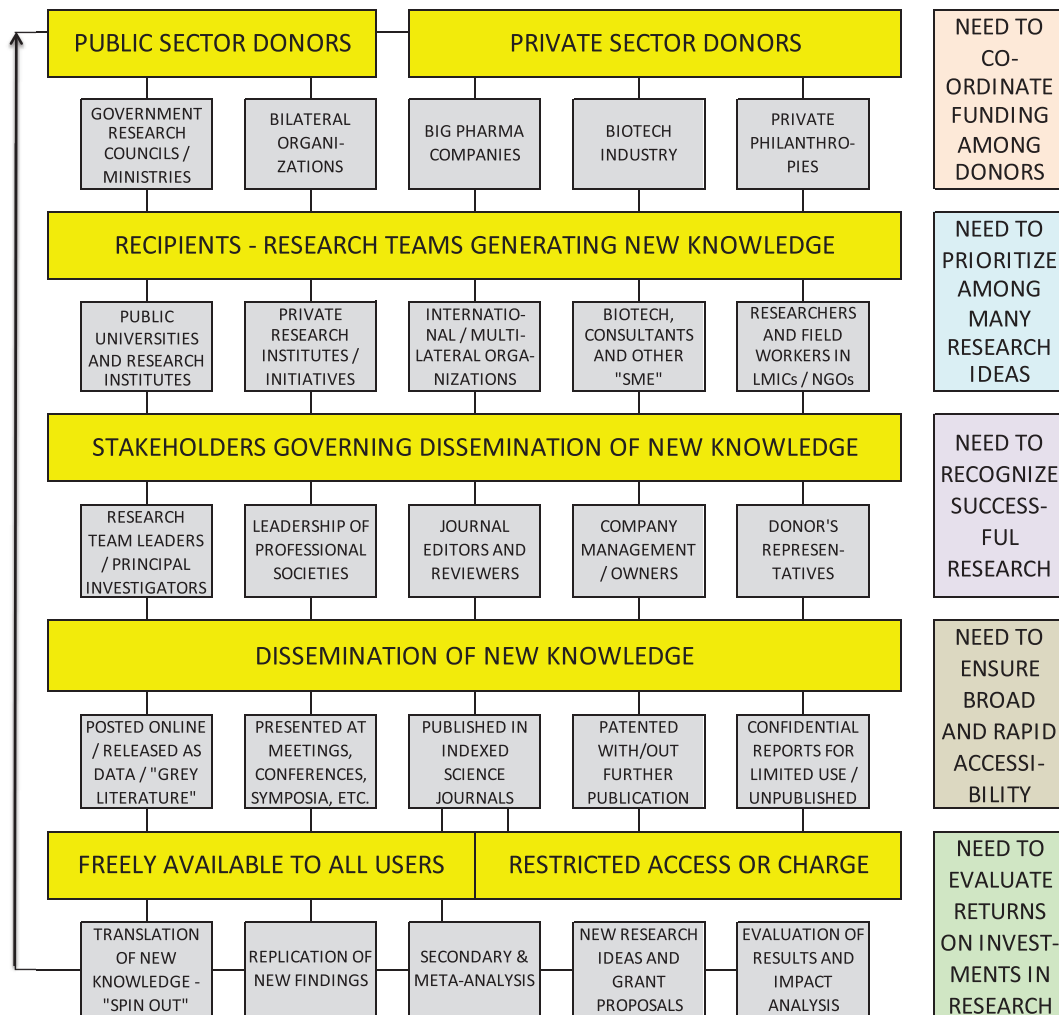 PUBLIC SECTOR DONORS
PRIVATE SECTOR DONORS
GOVERNMENT
RESEARCH
COUNCILS /
MINISTRIES
BILATERAL
ORGANI-
ZATIONS
BIG PHARMA
COMPANIES
BIOTECH
INDUSTRY
PRIVATE
PHILANTHRO-
PIES
NEED TO
CO-
ORDINATE
FUNDING
AMONG
DONORS
RECIPIENTS - RESEARCH TEAMS GENERATING NEW KNOWLEDGE
PUBLIC
UNIVERSITIES
AND RESEARCH
INSTITUTES
PRIVATE
RESEARCH
INSTITUTES /
INITIATIVES
INTERNATIO-
NAL / MULTI-
LATERAL ORGA-
NIZATIONS
BIOTECH,
CONSULTANTS
AND OTHER
"SME"
RESEARCHERS
AND FIELD
WORKERS IN
LMICs / NGOs
NEED TO
PRIORITIZE
AMONG
MANY
RESEARCH
IDEAS
STAKEHOLDERS GOVERNING DISSEMINATION OF NEW KNOWLEDGE
RESEARCH
TEAM LEADERS
/ PRINCIPAL
INVESTIGATORS
LEADERSHIP OF
PROFESSIONAL
SOCIETIES
JOURNAL
EDITORS AND
REVIEWERS
COMPANY
MANAGEMENT
/ OWNERS
DONOR'S
REPRESEN-
TATIVES
NEED TO
RECOGNIZE
SUCCESS-
FUL
RESEARCH
DISSEMINATION OF NEW KNOWLEDGE
POSTED ONLINE
/ RELEASED AS
DATA / "GREY
LITERATURE"
PRESENTED AT
MEETINGS,
CONFERENCES,
SYMPOSIA, ETC.
PUBLISHED IN
INDEXED
SCIENCE
JOURNALS
PATENTED
WITH/OUT
FURTHER
PUBLICATION
CONFIDENTIAL
REPORTS FOR
LIMITED USE /
UNPUBLISHED
NEED TO
ENSURE
BROAD
AND RAPID
ACCESSI-
BILITY
FREELY AVAILABLE TO ALL USERS
RESTRICTED ACCESS OR CHARGE
TRANSLATION
OF NEW
KNOWLEDGE -
"SPIN OUT"
REPLICATION OF
NEW FINDINGS
SECONDARY &
META-ANALYSIS
NEW RESEARCH
IDEAS AND
GRANT
PROPOSALS
EVALUATION OF
RESULTS AND
IMPACT
ANALYSIS
NEED TO
EVALUATE
RETURNS
ON INVEST-
MENTS IN
RESEARCH